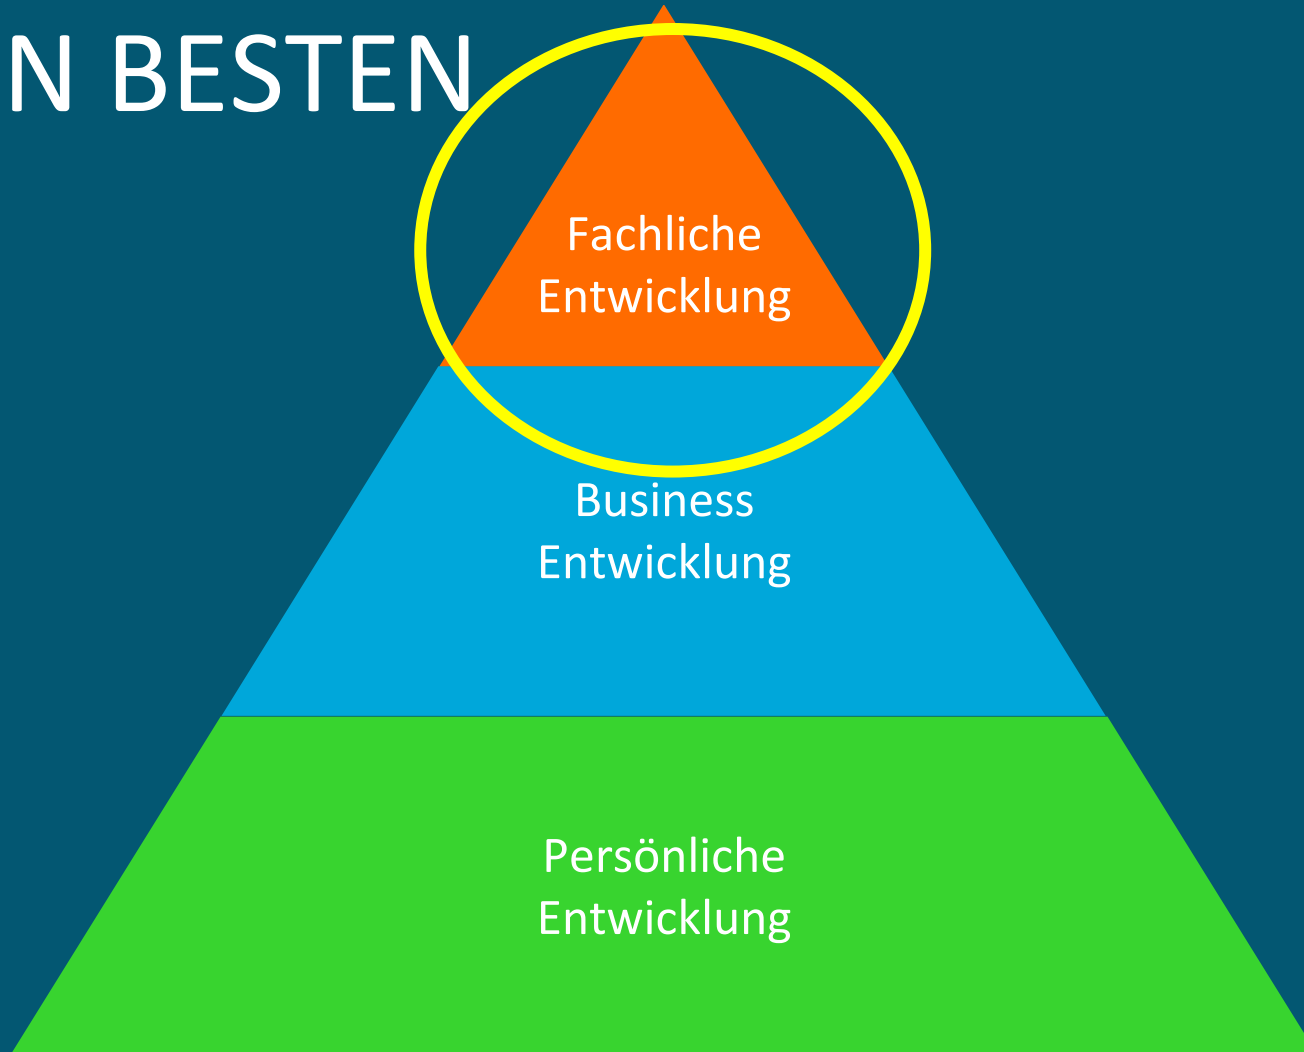 N BESTEN
Fachliche
Entwicklung
Business
Entwicklung
Persönliche
Entwicklung